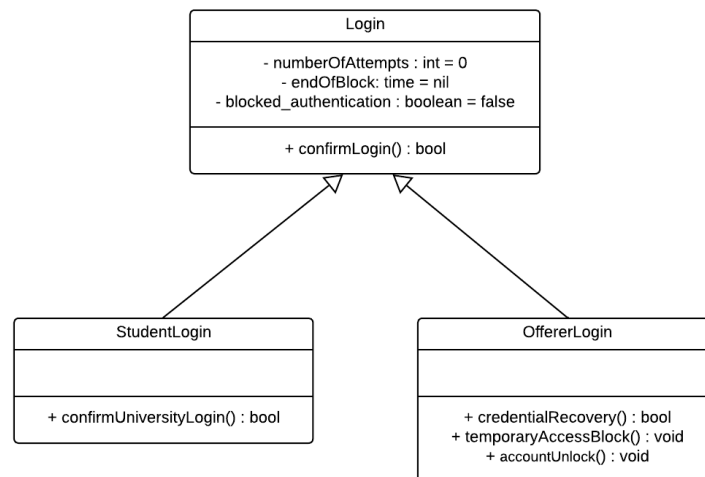 Login
- numberOfAttempts : int = 0
- endOfBlock: time = nil
- blocked_authentication : boolean = false
+ confirmLogin() : bool
StudentLogin
+ confirmUniversityLogin() : bool
OffererLogin
+ credentialRecovery() : bool
+ temporaryAccessBlock() : void
+ accountUnlock() : void